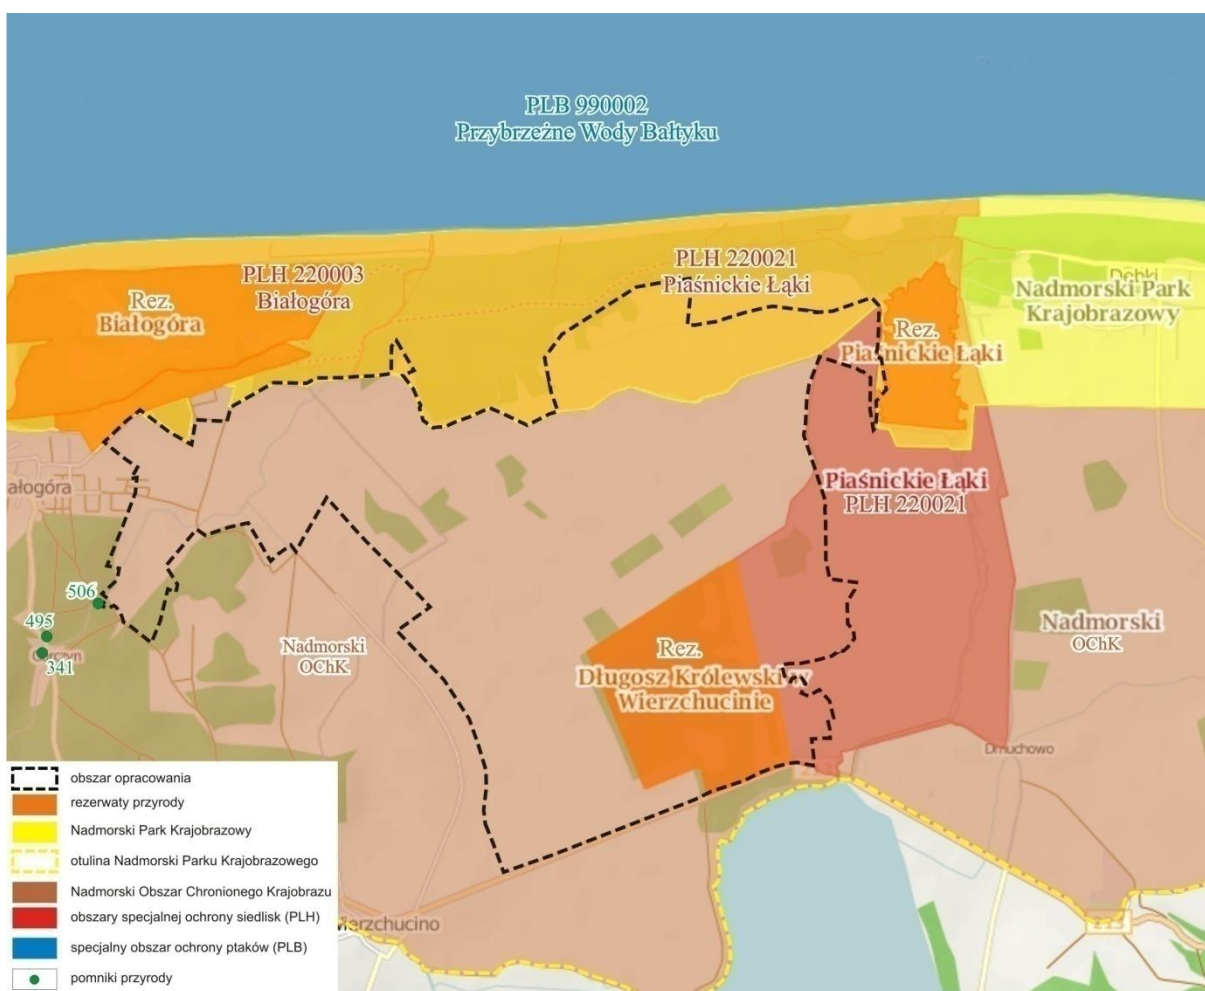 PLB 990002
Przybrzeżne Wody Bałtyku
PLH 220003
Białogóra
PLH 220021
Piaśnickie Łąki
Rez.
Białogóra
Dębki
Nadmorski Park
Krajobrazowy
Rez.
Piaśnickie Łąki
ałogóra
Piaśnickie Łąki
PLH 220021
506
495
341
Nadmorski
OChK
Rez.
Długosz Królewski w
Wierzchucinie
Nadmorski
OChK
Dmuchowo
213
ierzchucino
obszar opracowania
rezerwaty przyrody
Nadmorski Park Krajobrazowy
otulina Nadmorski Parku Krajobrazowego
Nadmorski Obszar Chronionego Krajobrazu
obszary specjalnej ochrony siedlisk (PLH)
specjalny obszar ochrony ptaków (PLB)
pomniki przyrody